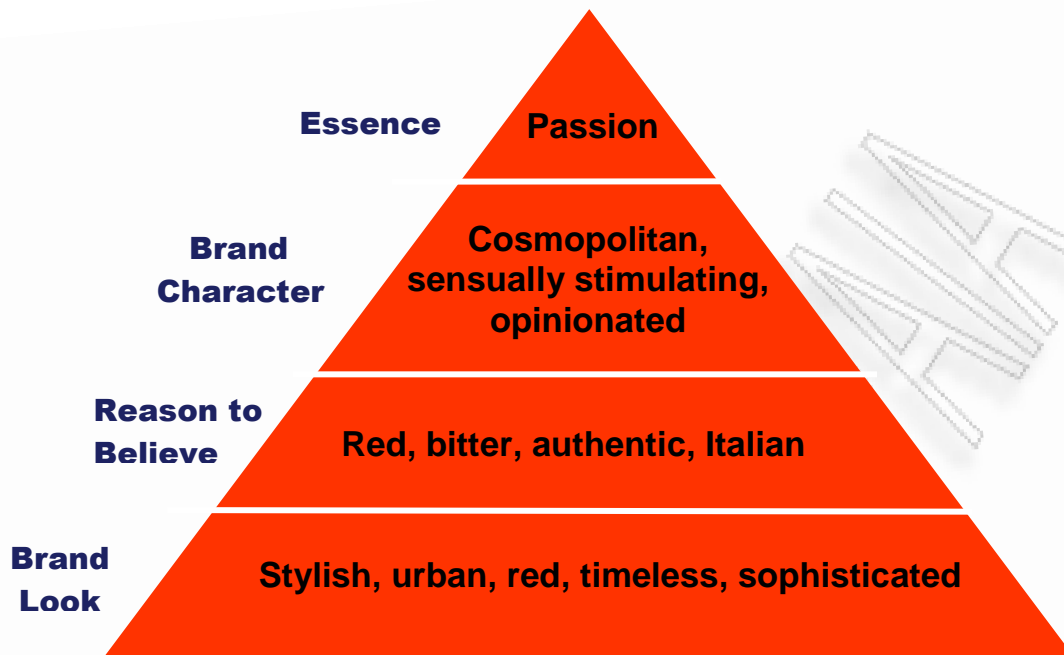 Essence
Passion
Brand
Character
Cosmopolitan,
sensually stimulating,
opinionated
Reason to
Believe
Red, bitter, authentic, Italian
Brand
Look
Stylish, urban, red, timeless, sophisticated